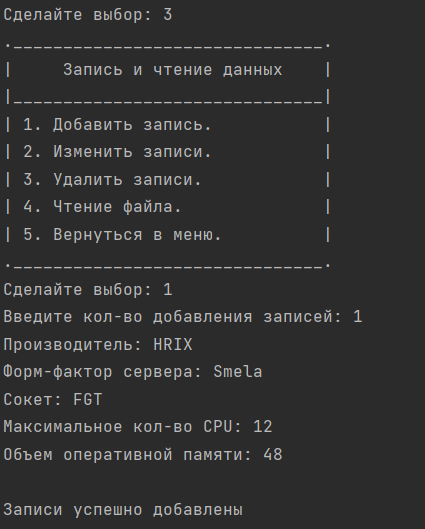 Сделайте выбор: 3
._______________________________.
|     Запись и чтение данных    |
|_______________________________|
| 1. Добавить запись.           |
| 2. Изменить записи.           |
| 3. Удалить записи.            |
| 4. Чтение файла.              |
| 5. Вернуться в меню.          |
._______________________________.
Сделайте выбор: 1
Введите кол-во добавления записей: 1
Производитель: HRIX
Форм-фактор сервера: Smela
Сокет: FGT
Максимальное кол-во CPU: 12
Объем оперативной памяти: 48

Записи успешно добавлены